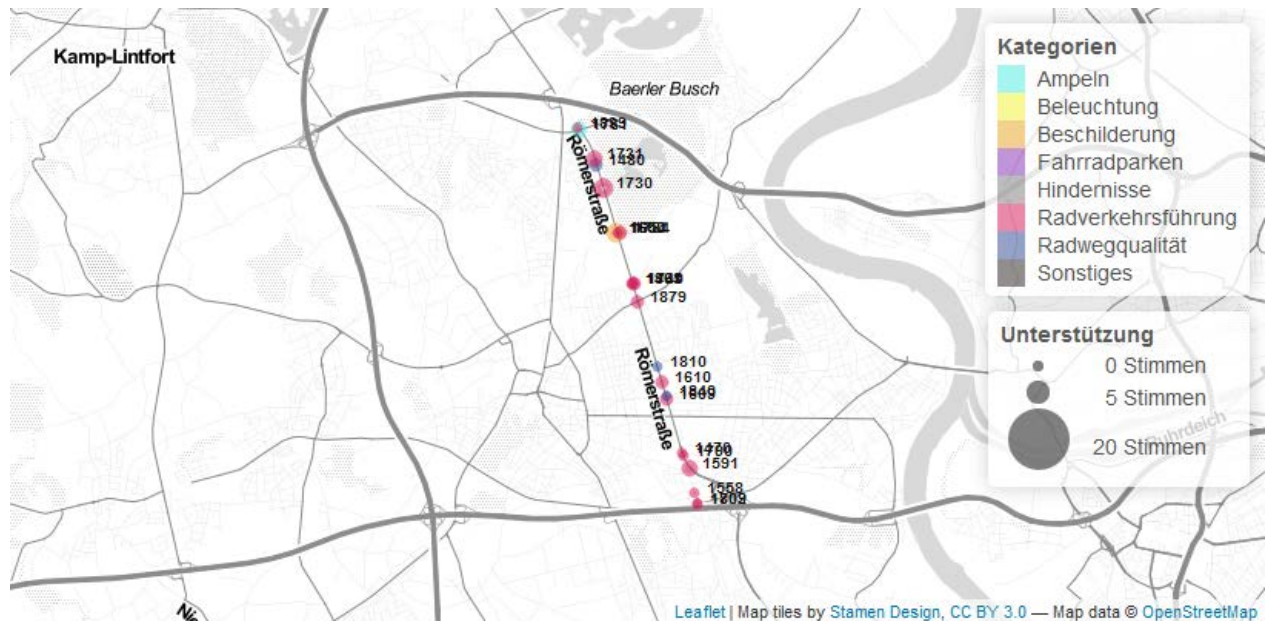 Kamp-Lintfort
Baerler Busch
Römerstraße
1731
1480
1730
1879
Römerstraße
1810
1610
1591
1558
Ruhrdeich
Kategorien
Ampeln
Beleuchtung
Beschilderung
Fahrradparken
Hindernisse
Radverkehrsführung
Radwegqualität
Sonstiges
Unterstützung
0 Stimmen
5 Stimmen
20 Stimmen
Leaflet | Map tiles by Stamen Design, CC BY 3.0 — Map data © OpenStreetMap